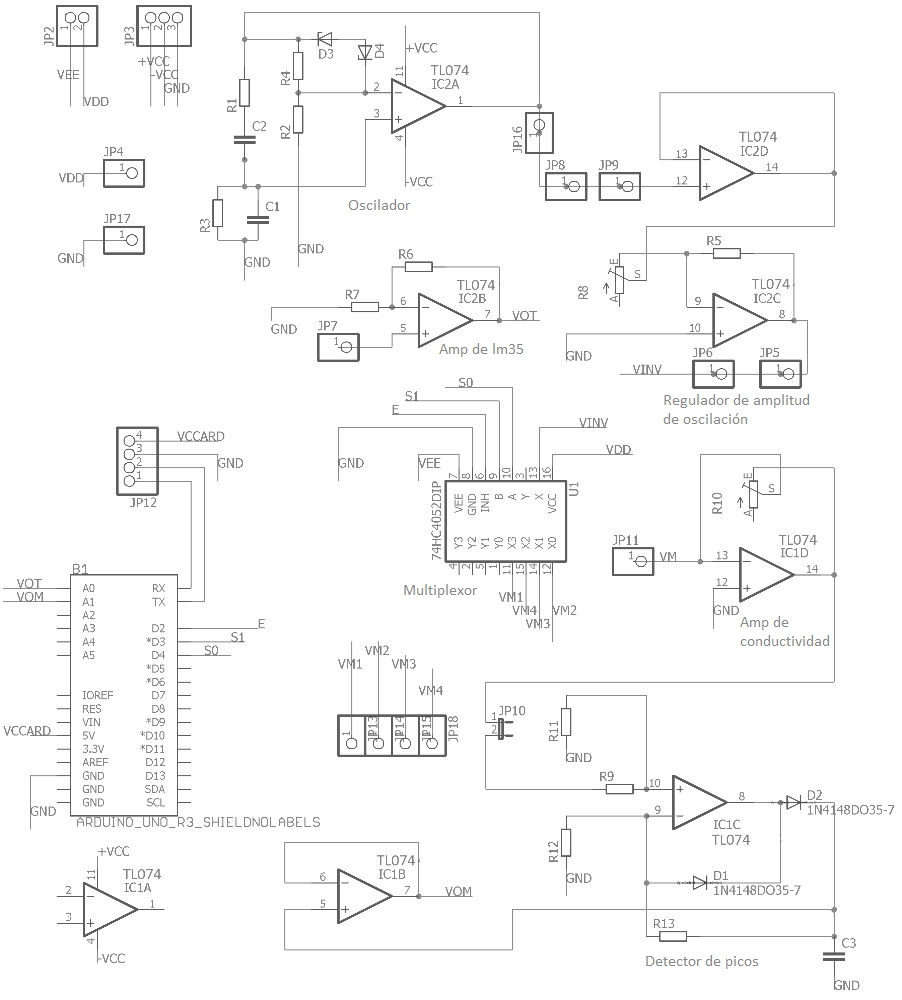 JP2
1
2
VEE
VDD
JP3
1
2
3
+VCC
-VCC
GND
JP4
1
VDD
JP17
1
GND
D3
D4
R4
R1
R2
C2
R3
C1
GND
GND
+VCC
11
TL074
IC2A
2
3
1
4
-VCC
Oscilador
JP16
1
JP8
1
JP9
1
TL074
IC2D
13
12
14
R6
R7
GND
JP7
1
TL074
IC2B
6
5
7
VOT
Amp de lm35
R8
E
S
A
R5
TL074
IC2C
9
10
8
GND
VINV
JP6
1
JP5
1
Regulador de amplitud
de oscilación
S0
S1
E
GND
VEE
VINV
VDD
7
8
6
9
10
3
13
16
VEE
GND
INH
B
A
Y
X
VCC
U1
74HC4052DIP
Y3
Y2
Y1
Y0
X3
X2
X1
X0
4
2
5
1
11
15
14
12
VM1
VM4
VM3
VM2
Multiplexor
4
3
2
1
JP12
VCCARD
GND
R10
E
S
A
JP11
1
VM
TL074
IC1D
13
12
14
GND
Amp de
conductividad
B1
VOT
VOM
A0
A1
A2
A3
A4
A5
IOREF
RES
VIN
5V
3.3V
AREF
GND
GND
GND
RX
TX
D2
*D3
D4
*D5
*D6
D7
D8
*D9
*D10
*D11
D12
D13
SDA
SCL
E
S1
S0
VCCARD
GND
ARDUINO_UNO_R3_SHIELDNOLABELS
VM1
VM2
VM3
VM4
1
JP13
JP14
JP15
JP18
JP10
1
2
R11
GND
R9
10
9
8
IC1C
TL074
D2
1N4148DO35-7
R12
GND
D1
1N4148DO35-7
R13
C3
GND
Detector de picos
+VCC
11
TL074
IC1A
2
3
1
4
-VCC
TL074
IC1B
6
5
7
VOM